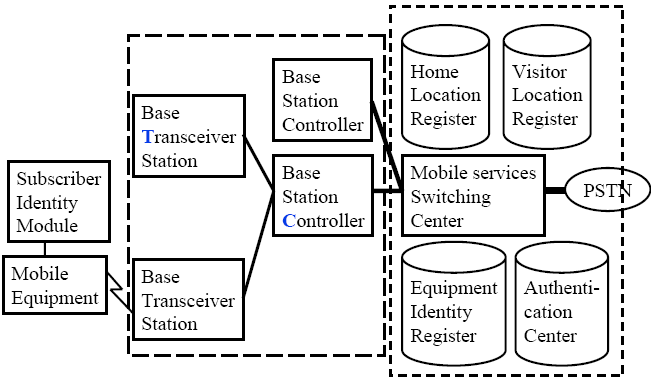 Subscriber
Identity
Module
Mobile
Equipment
Base
Transceiver
Station
Base
Transceiver
Station
Base
Station
Controller
Base
Station
Controller
Home
Location
Register
Visitor
Location
Register
Mobile services
Switching
Center
PSTN
Equipment
Identity
Register
Authenti-
cation
Center